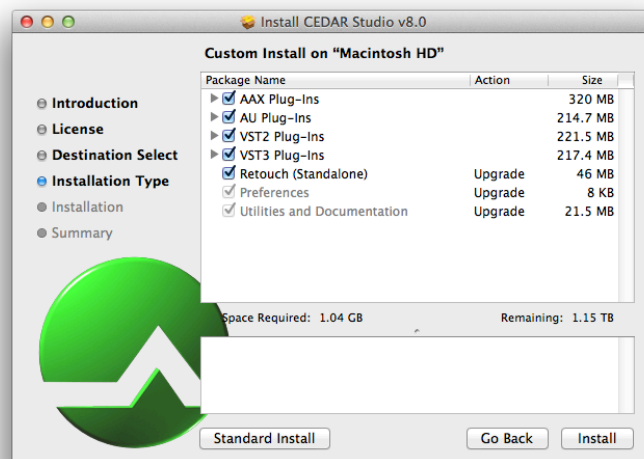 Install CEDAR Studio v8.0
Custom Install on “Macintosh HD”
Introduction
License
Destination Select
Installation Type
Installation
Summary
Package Name Action Size
AAX Plug-Ins 320 MB
AU Plug-Ins 214.7 MB
VST2 Plug-Ins 221.5 MB
VST3 Plug-Ins 217.4 MB
Retouch (Standalone) Upgrade 46 MB
Preferences Upgrade 8 KB
Utilities and Documentation Upgrade 21.5 MB
Space Required: 1.04 GB Remaining: 1.15 TB
Standard Install Go Back Install